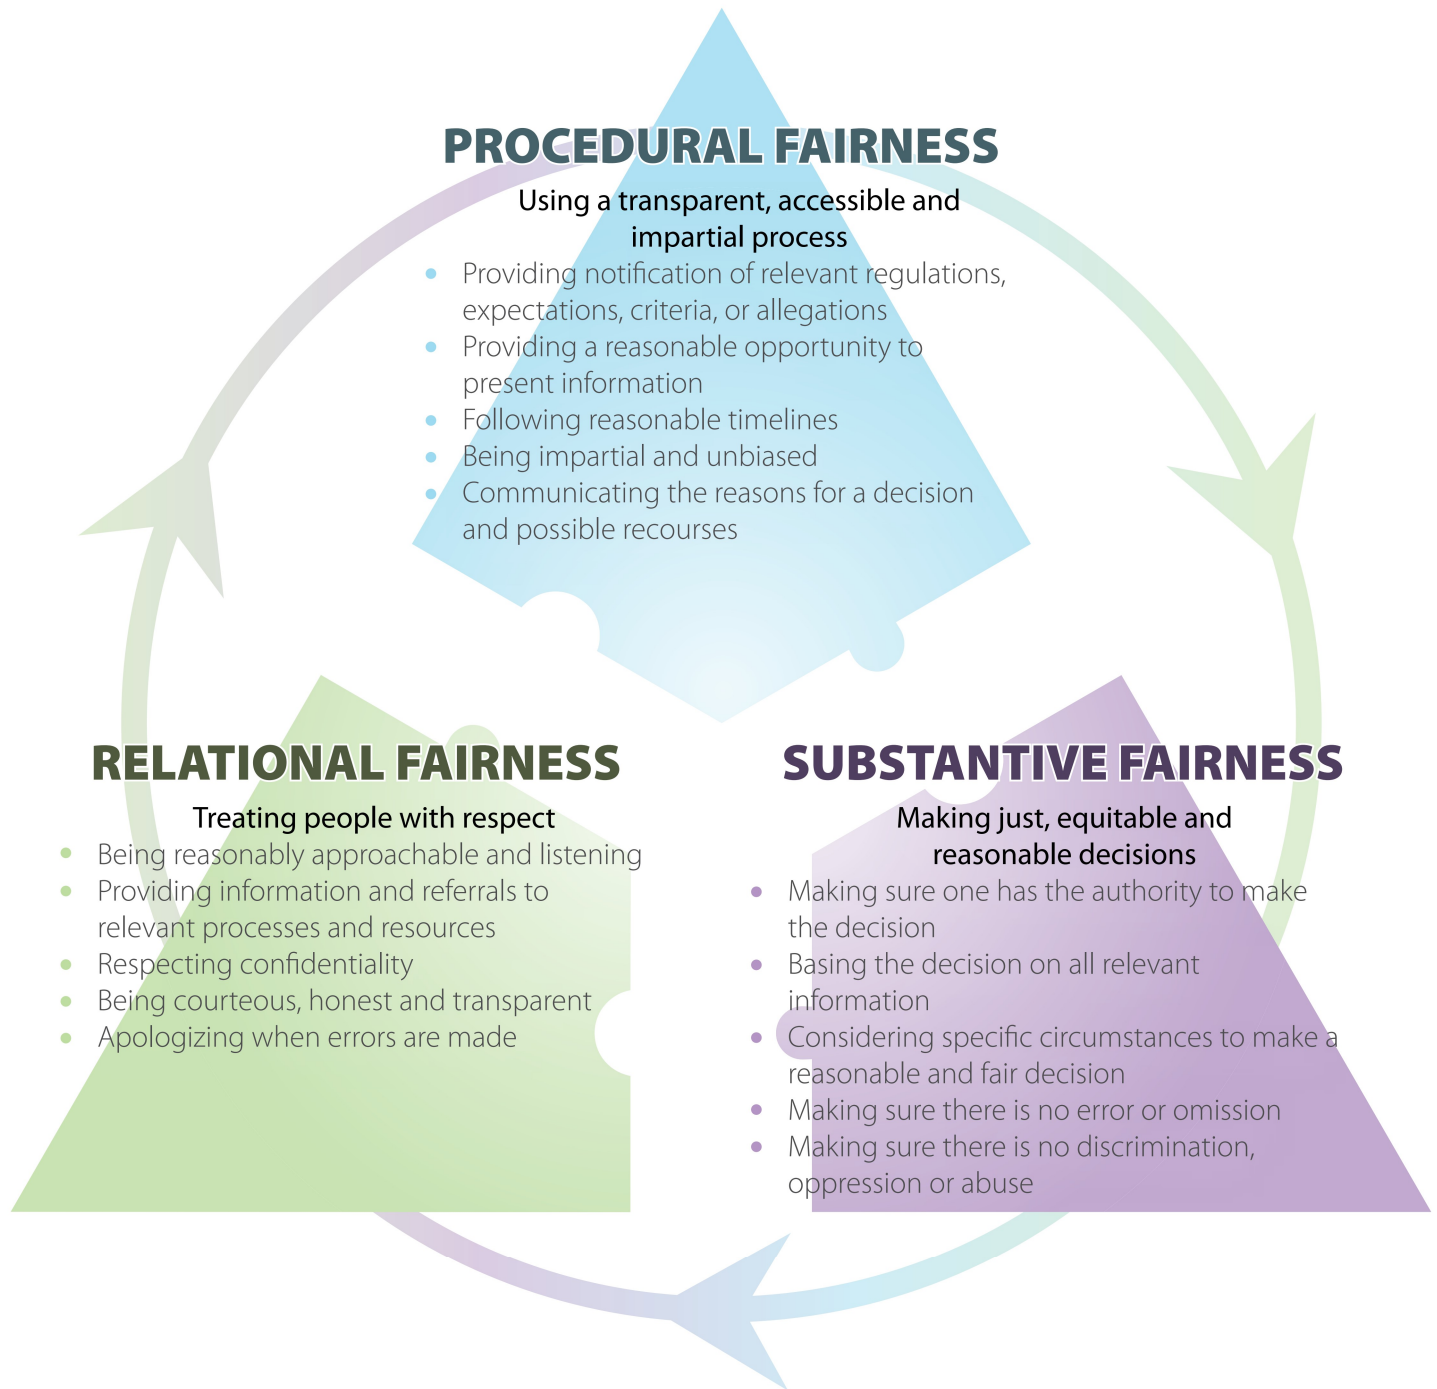 PROCEDURAL FAIRNESS
Using a transparent, accessible and
impartial process
• Providing notification of relevant regulations,
expectations, criteria, or allegations
• Providing a reasonable opportunity to
present information
• Following reasonable timelines
• Being impartial and unbiased
• Communicating the reasons for a decision
and possible recourses
RELATIONAL FAIRNESS
Treating people with respect
• Being reasonably approachable and listening
• Providing information and referrals to
relevant processes and resources
• Respecting confidentiality
• Being courteous, honest and transparent
• Apologizing when errors are made
SUBSTANTIVE FAIRNESS
Making just, equitable and
reasonable decisions
• Making sure one has the authority to make
the decision
• Basing the decision on all relevant
information
• Considering specific circumstances to make a
reasonable and fair decision
• Making sure there is no error or omission
• Making sure there is no discrimination,
oppression or abuse